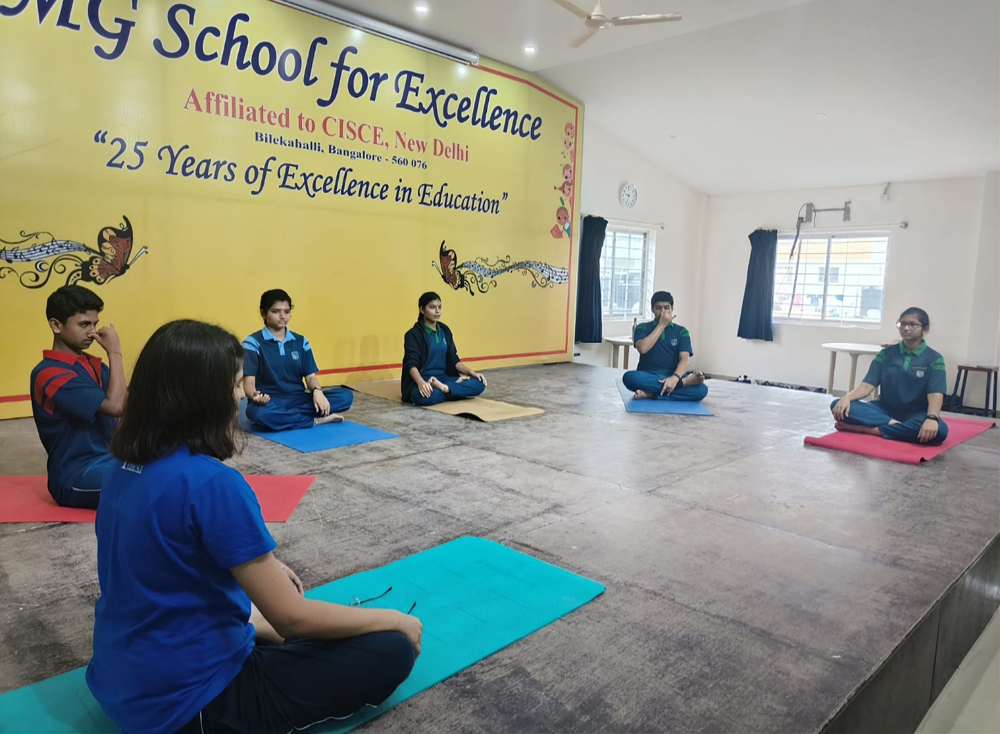 MG School for Excellence
Affiliated to CISCE, New Delhi
Bilekahalli, Bangalore - 560 076
“25 Years of Excellence in Education”